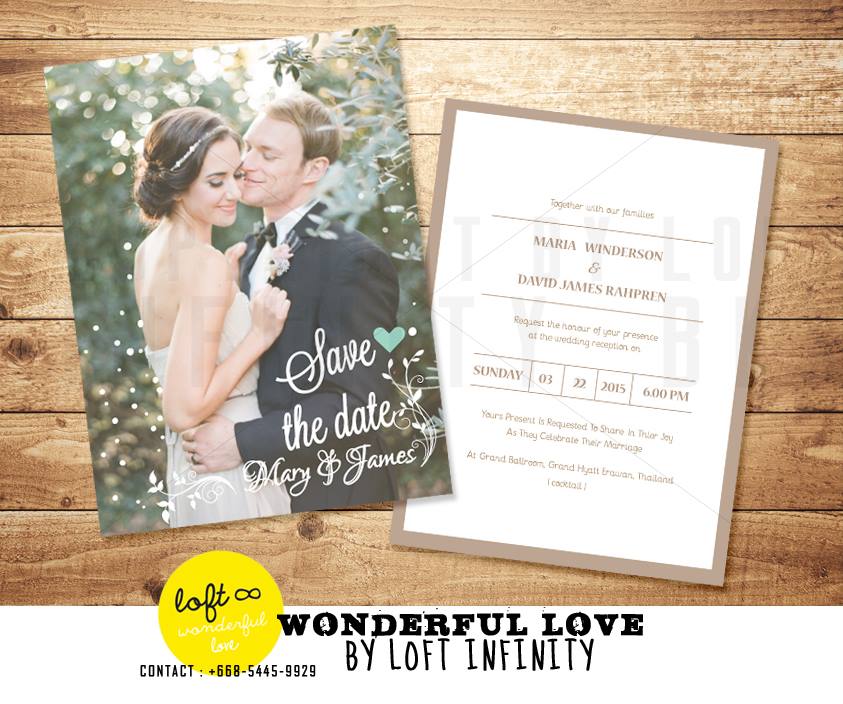 Save
the date
Mary & James
Together with our families
MARIA WINDERSON
&
DAVID JAMES RAHPREN
Request the honour of your presence
at the wedding reception on
SUNDAY 03 22 2015 6.00 PM
Yours Present Is Requested To Share In Thior Joy
As They Celebrate Their Marriage
At Grand Ballroom, Grand Hyatt Erawan, Thailand
( cocktail )
loft ∞
wonderful
love
WONDERFUL LOVE
BY LOFT INFINITY
CONTACT : +668-5445-9929